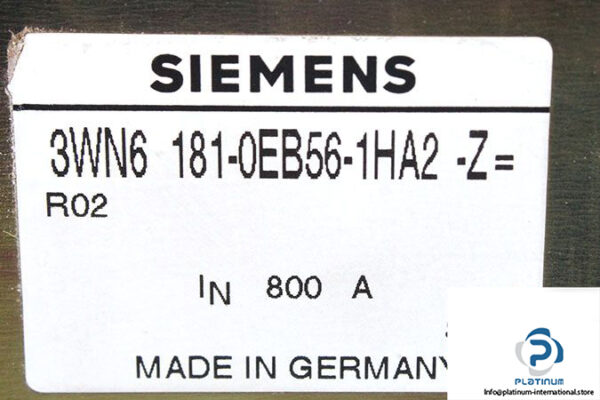 SIEMENS
3WN6 181-0EB56-1HA2 -Z=
R02
IN 800 A
MADE IN GERMANY
PLATINUM
Info@platinum-international.store